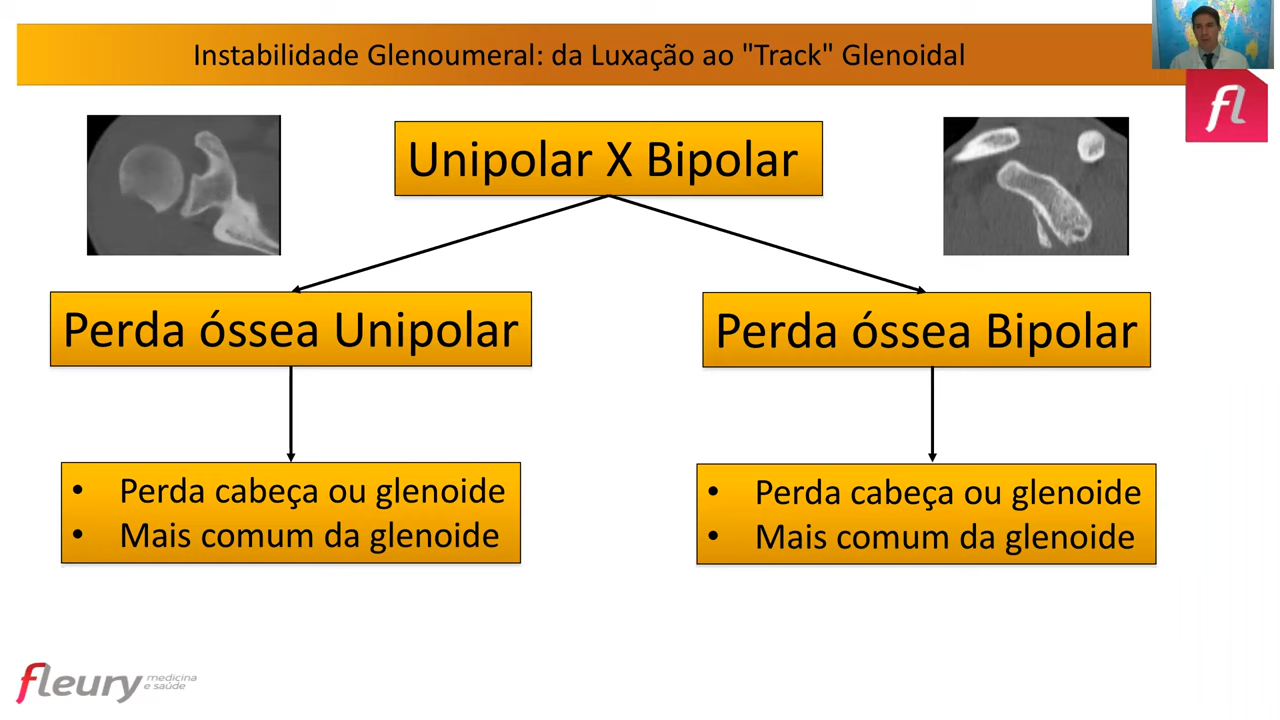 Instabilidade Glenoumeral: da Luxação ao "Track" Glenoidal
fl
Unipolar X Bipolar
Perda óssea Unipolar
Perda óssea Bipolar
• Perda cabeça ou glenoide
• Mais comum da glenoide
• Perda cabeça ou glenoide
• Mais comum da glenoide
fleury medicina
e saúde